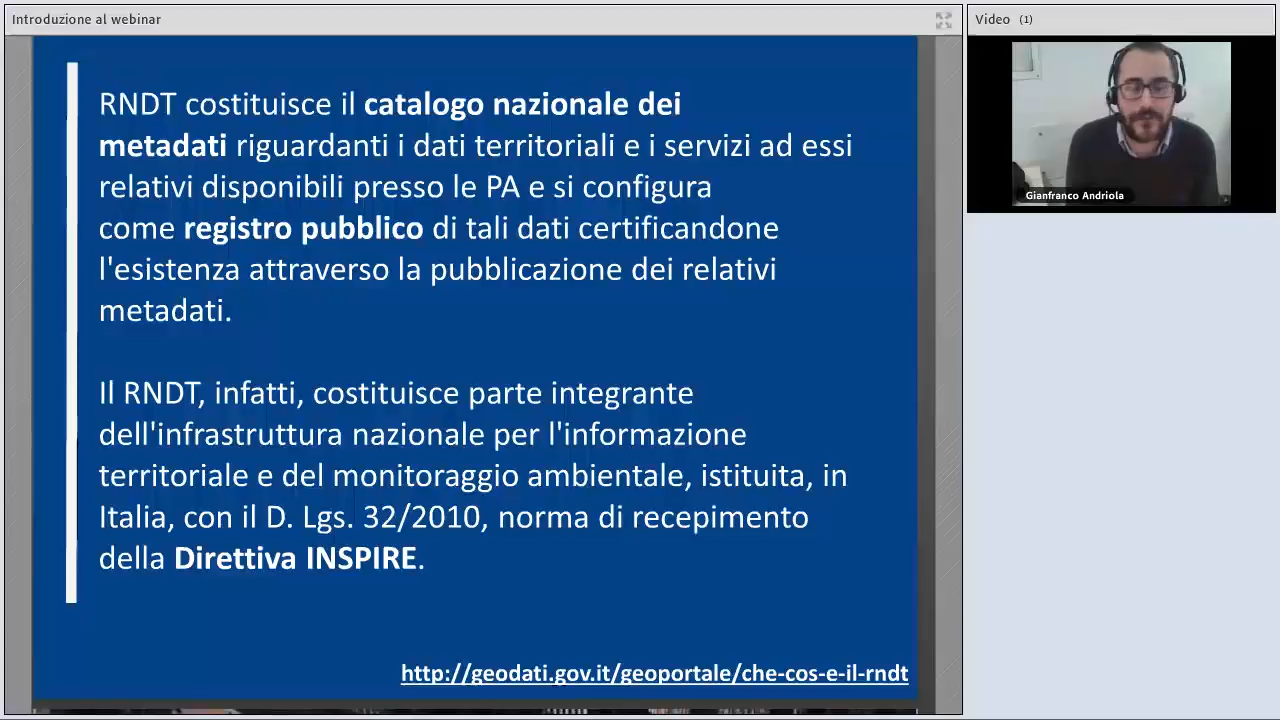 Introduzione al webinar
Video (1)
RNDT costituisce il catalogo nazionale dei
metadati riguardanti i dati territoriali e i servizi ad essi
relativi disponibili presso le PA e si configura
come registro pubblico di tali dati certificandone
l'esistenza attraverso la pubblicazione dei relativi
metadati.
Il RNDT, infatti, costituisce parte integrante
dell'infrastruttura nazionale per l'informazione
territoriale e del monitoraggio ambientale, istituita, in
Italia, con il D. Lgs. 32/2010, norma di recepimento
della Direttiva INSPIRE.
http://geodati.gov.it/geoportale/che-cos-e-il-rndt
Gianfranco Andriola